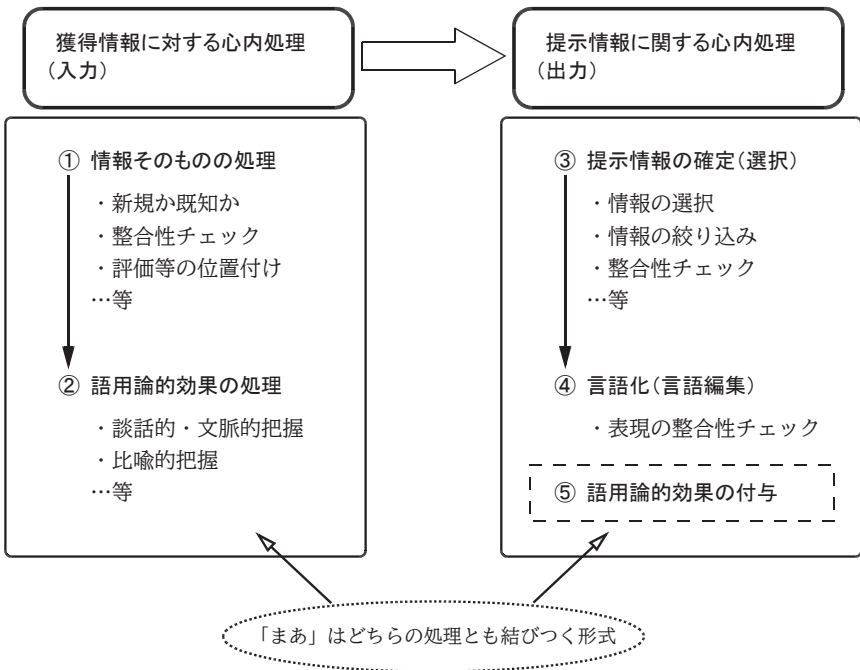 獲得情報に対する心内処理
（入力）
提示情報に関する心内処理
（出力）
① 情報そのものの処理
・新規か既知か
・整合性チェック
・評価等の位置付け
…等
② 語用論的効果の処理
・談話的・文脈的把握
・比喩的把握
…等
③ 提示情報の確定（選択）
・情報の選択
・情報の絞り込み
・整合性チェック
…等
④ 言語化（言語編集）
・表現の整合性チェック
⑤ 語用論的効果の付与
「まあ」はどちらの処理とも結びつく形式